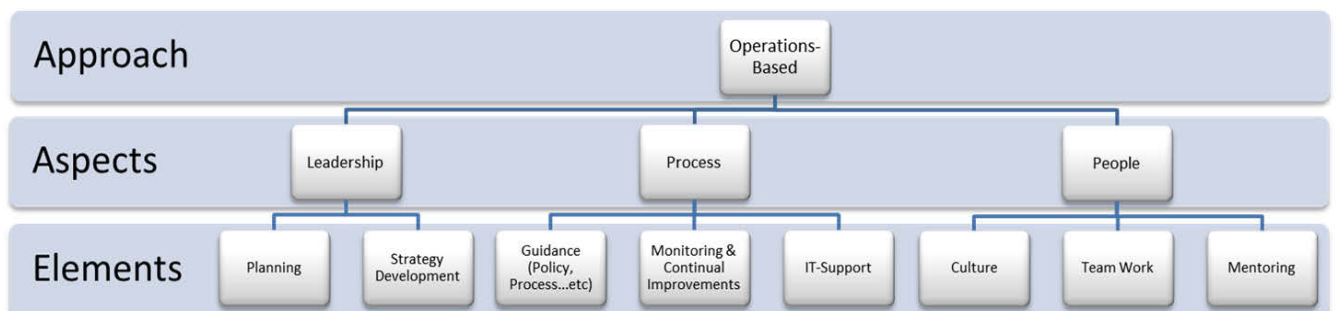 Approach
Operations-
Based
Aspects
Leadership
Process
People
Elements
Planning
Strategy
Development
Guidance
(Policy,
Process...etc)
Monitoring &
Continual
Improvements
IT-Support
Culture
Team Work
Mentoring